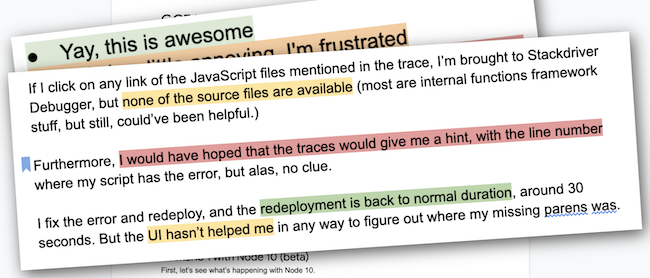 • Yay, this is awesome
annoying, I'm frustrated
If I click on any link of the JavaScript files mentioned in the trace, I'm brought to Stackdriver
Debugger, but none of the source files are available (most are internal functions framework
stuff, but still, could've been helpful.)
Furthermore, I would have hoped that the traces would give me a hint, with the line number
where my script has the error, but alas, no clue.
I fix the error and redeploy, and the redeployment is back to normal duration, around 30
seconds. But the UI hasn't helped me in any way to figure out where my missing parens was.
with Node 10 (beta)
First, let's see what's happening with Node 10.